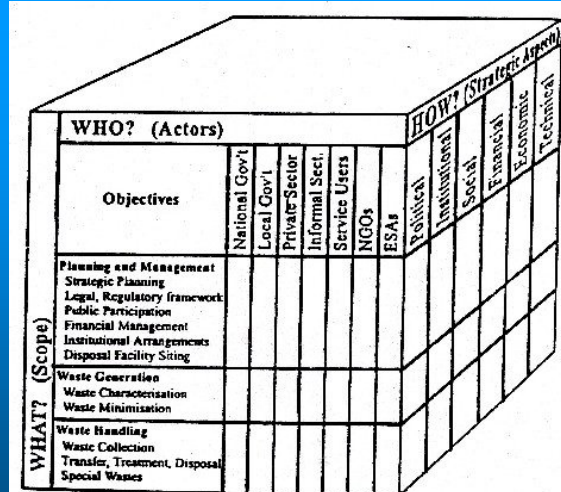 HOW? (Strategic Aspects)
WHO? (Actors)
Objectives
National Gov't
Local Gov't
Private Sector
Informal Sect.
Service Users
NGOs
ESAs
Political
Institutional
Social
Financial
Economic
Technical
WHAT? (Scope)
Planning and Management
Strategic Planning
Legal, Regulatory framework
Public Participation
Financial Management
Institutional Arrangements
Disposal Facility Siting
Waste Generation
Waste Characterisation
Waste Minimisation
Waste Handling
Waste Collection
Transfer, Treatment, Disposal
Special Wastes